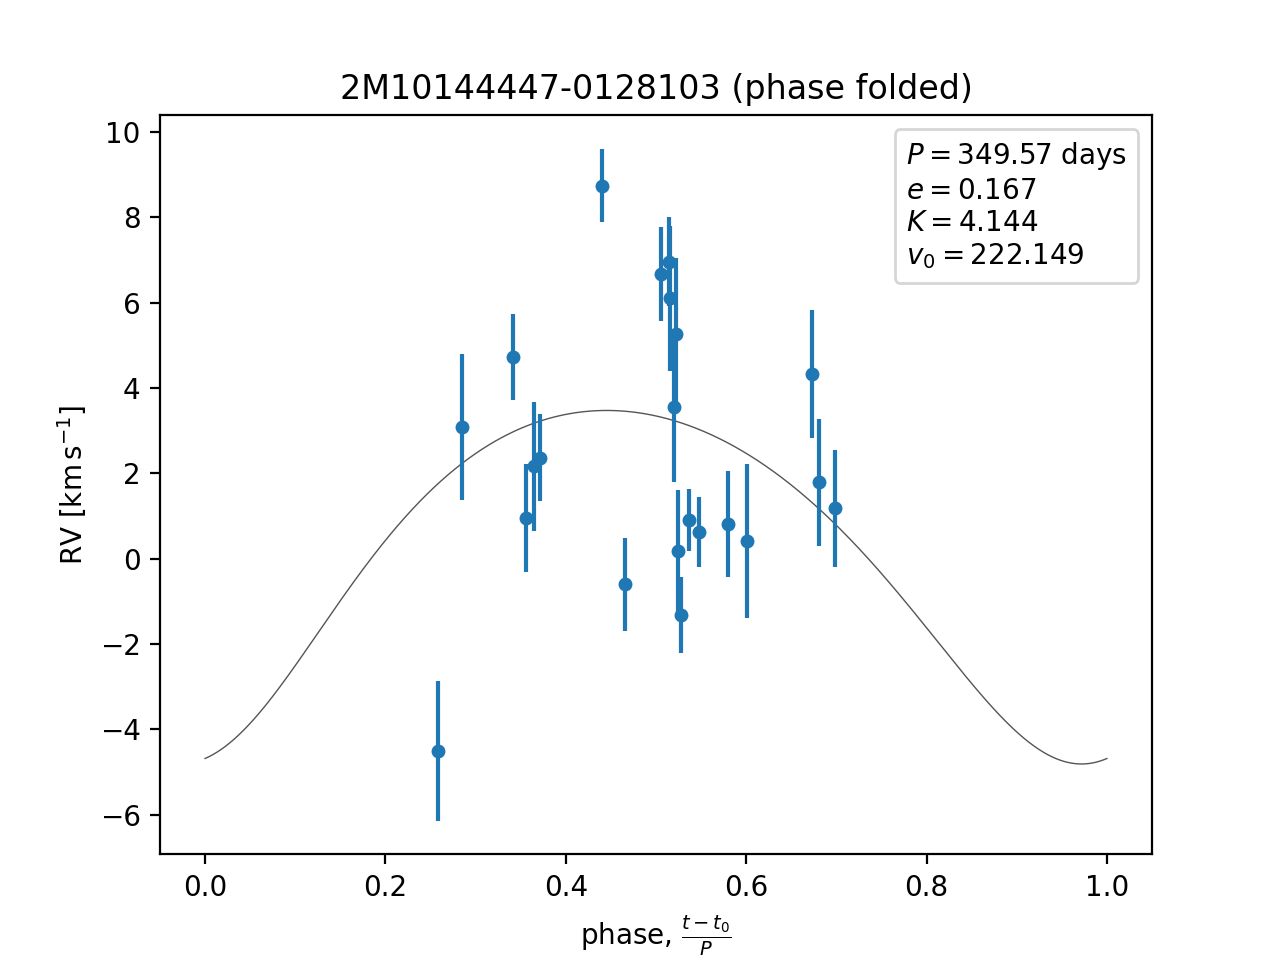 2M10144447-0128103 (phase folded)
P = 349.57 days
e = 0.167
K = 4.144
v₀ = 222.149
RV [km s⁻¹]
10
8
6
4
2
0
−2
−4
−6
0.0 0.2 0.4 0.6 0.8 1.0
phase, (t − t₀)/P